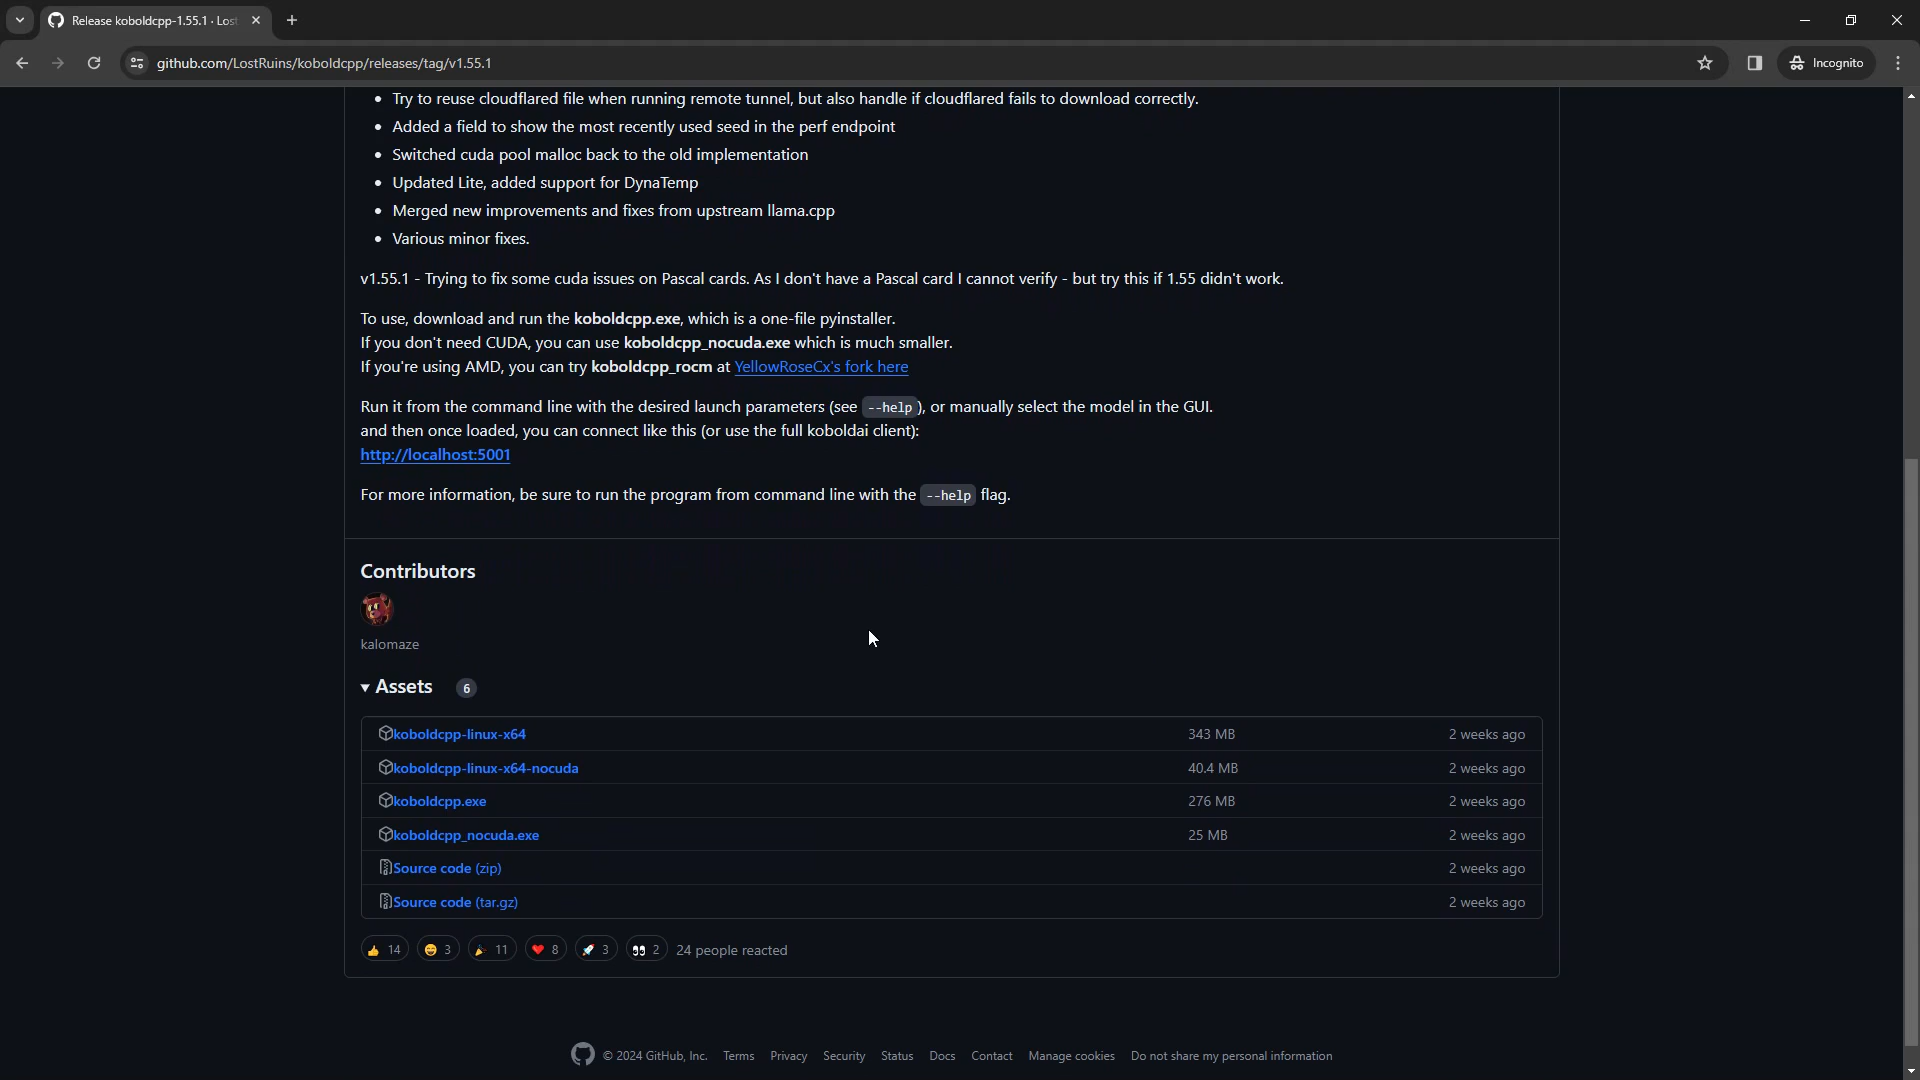 Release koboldcpp-1.55.1 · Los
github.com/LostRuins/koboldcpp/releases/tag/v1.55.1
Incognito
Try to reuse cloudflared file when running remote tunnel, but also handle if cloudflared fails to download correctly.
Added a field to show the most recently used seed in the perf endpoint
Switched cuda pool malloc back to the old implementation
Updated Lite, added support for DynaTemp
Merged new improvements and fixes from upstream llama.cpp
Various minor fixes.
v1.55.1 - Trying to fix some cuda issues on Pascal cards. As I don't have a Pascal card I cannot verify - but try this if 1.55 didn't work.
To use, download and run the koboldcpp.exe, which is a one-file pyinstaller.
If you don't need CUDA, you can use koboldcpp_nocuda.exe which is much smaller.
If you're using AMD, you can try koboldcpp_rocm at YellowRoseCx's fork here
Run it from the command line with the desired launch parameters (see --help ), or manually select the model in the GUI.
and then once loaded, you can connect like this (or use the full koboldai client):
http://localhost:5001
For more information, be sure to run the program from command line with the --help flag.
Contributors
kalomaze
Assets 6
koboldcpp-linux-x64 343 MB 2 weeks ago
koboldcpp-linux-x64-nocuda 40.4 MB 2 weeks ago
koboldcpp.exe 276 MB 2 weeks ago
koboldcpp_nocuda.exe 25 MB 2 weeks ago
Source code (zip) 2 weeks ago
Source code (tar.gz) 2 weeks ago
14 3 11 8 3 2 24 people reacted
© 2024 GitHub, Inc. Terms Privacy Security Status Docs Contact Manage cookies Do not share my personal information